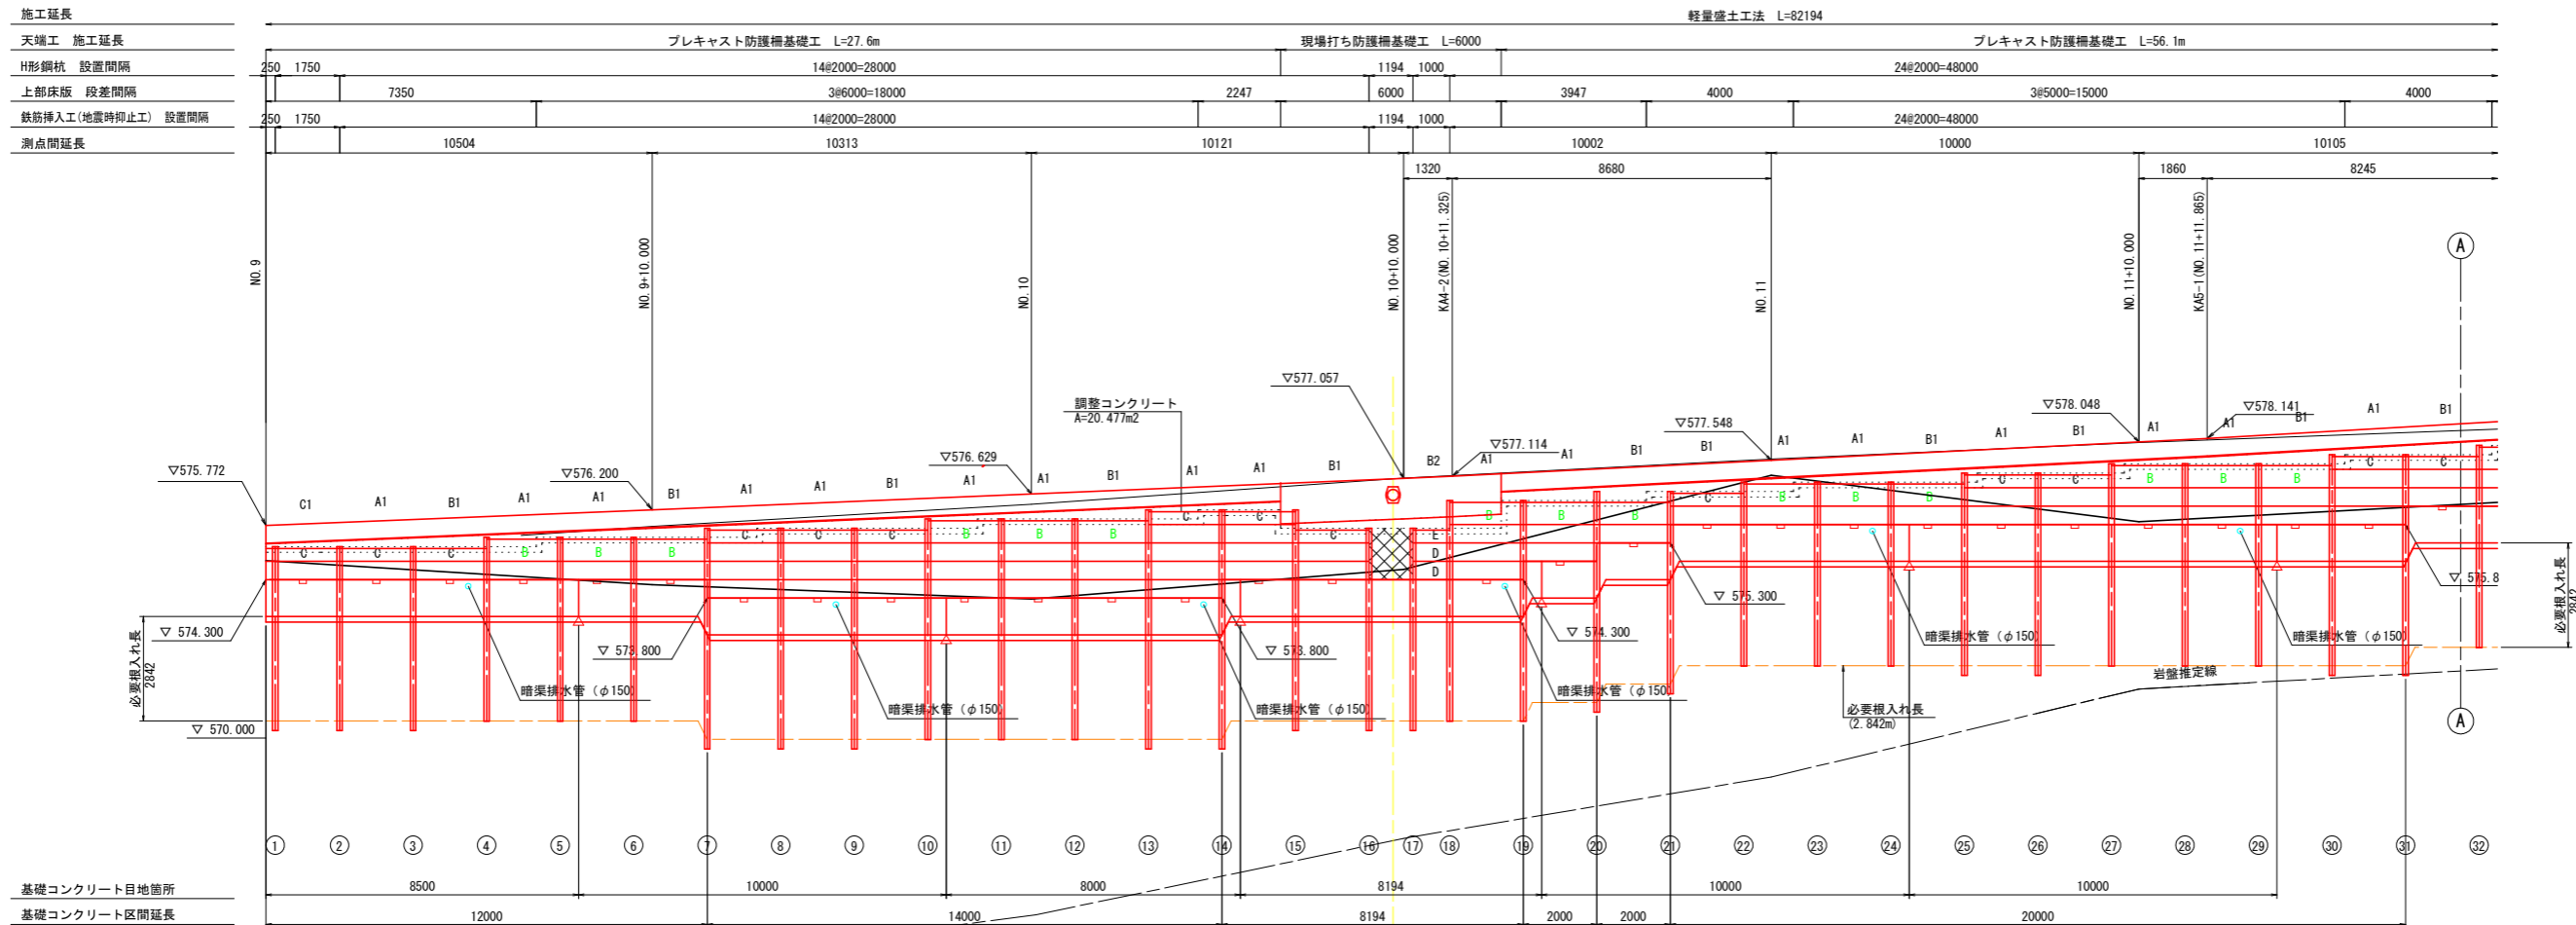 施工延長
軽量盛土工法 L=82194
天端工 施工延長
プレキャスト防護柵基礎工 L=27.6m
現場打ち防護柵基礎工 L=6000
プレキャスト防護柵基礎工 L=56.1m
H形鋼杭 設置間隔
250 1750 14@2000=28000 1194 1000 24@2000=48000
上部床版 段差間隔
7350 3@6000=18000 2247 6000 3947 4000 3@5000=15000 4000
鉄筋挿入工(地震時抑止工) 設置間隔
250 1750 14@2000=28000 1194 1000 24@2000=48000
測点間延長
10504 10313 10121 10002 10000 10105
1320 8680 1860 8245
NO.9
NO.9+10.000
NO.10
NO.10+10.000
KA4-2(NO.10+11.325)
NO.11
NO.11+10.000
KA5-1(NO.11+11.865)
A
▽577.057
調整コンクリート
A=20.477m2
▽578.048
▽578.141
▽577.548
▽577.114
▽576.629
▽576.200
▽575.772
C1 A1 B1 A1 A1 B1 A1 A1 B1 A1 A1 B1 A1 A1 B1 B2 A1 A1 B1 B1 A1 A1 B1 A1 B1 A1 A1 B1 A1 B1
C C C B B B C C C B B B C C C B B B C B B B C C B B B C C
E
D
D
▽ 574.300
▽ 573.800
▽ 573.800
▽ 574.300
▽ 575.300
▽ 575.8
必要根入れ長
2842
必要根入れ長
2842
暗渠排水管(φ150)
暗渠排水管(φ150)
暗渠排水管(φ150)
暗渠排水管(φ150)
暗渠排水管(φ150)
暗渠排水管(φ150)
岩盤推定線
必要根入れ長
(2.842m)
▽ 570.000
A
① ② ③ ④ ⑤ ⑥ ⑦ ⑧ ⑨ ⑩ ⑪ ⑫ ⑬ ⑭ ⑮ ⑯ ⑰ ⑱ ⑲ ⑳ ㉑ ㉒ ㉓ ㉔ ㉕ ㉖ ㉗ ㉘ ㉙ ㉚ ㉛ ㉜
基礎コンクリート目地箇所
8500 10000 8000 8194 10000 10000
基礎コンクリート区間延長
12000 14000 8194 2000 2000 20000